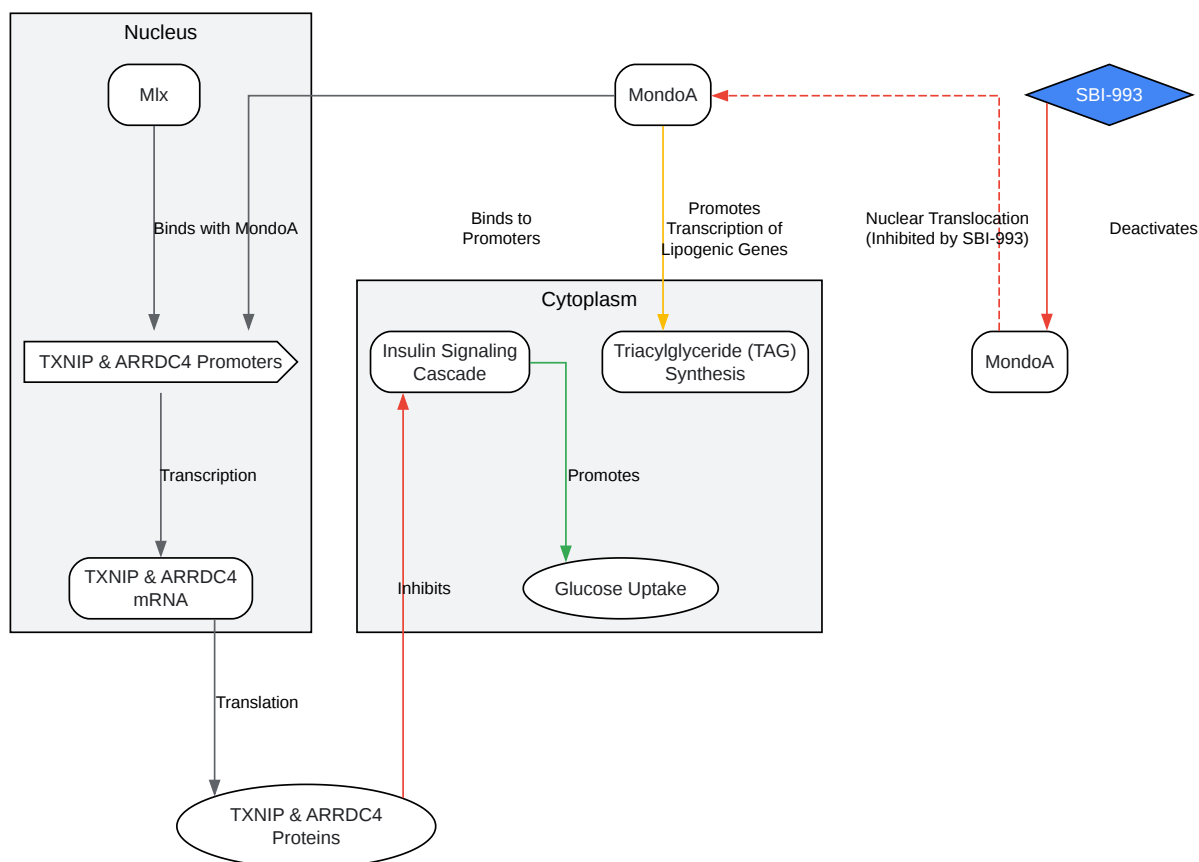 Nucleus
Mlx
MondoA
SBI-993
Binds with MondoA
Binds to
Promoters
Promotes
Transcription of
Lipogenic Genes
Nuclear Translocation
(Inhibited by SBI-993)
Deactivates
Cytoplasm
TXNIP & ARRDC4 Promoters
Insulin Signaling
Cascade
Triacylglyceride (TAG)
Synthesis
MondoA
Transcription
Promotes
TXNIP & ARRDC4
mRNA
Inhibits
Glucose Uptake
Translation
TXNIP & ARRDC4
Proteins